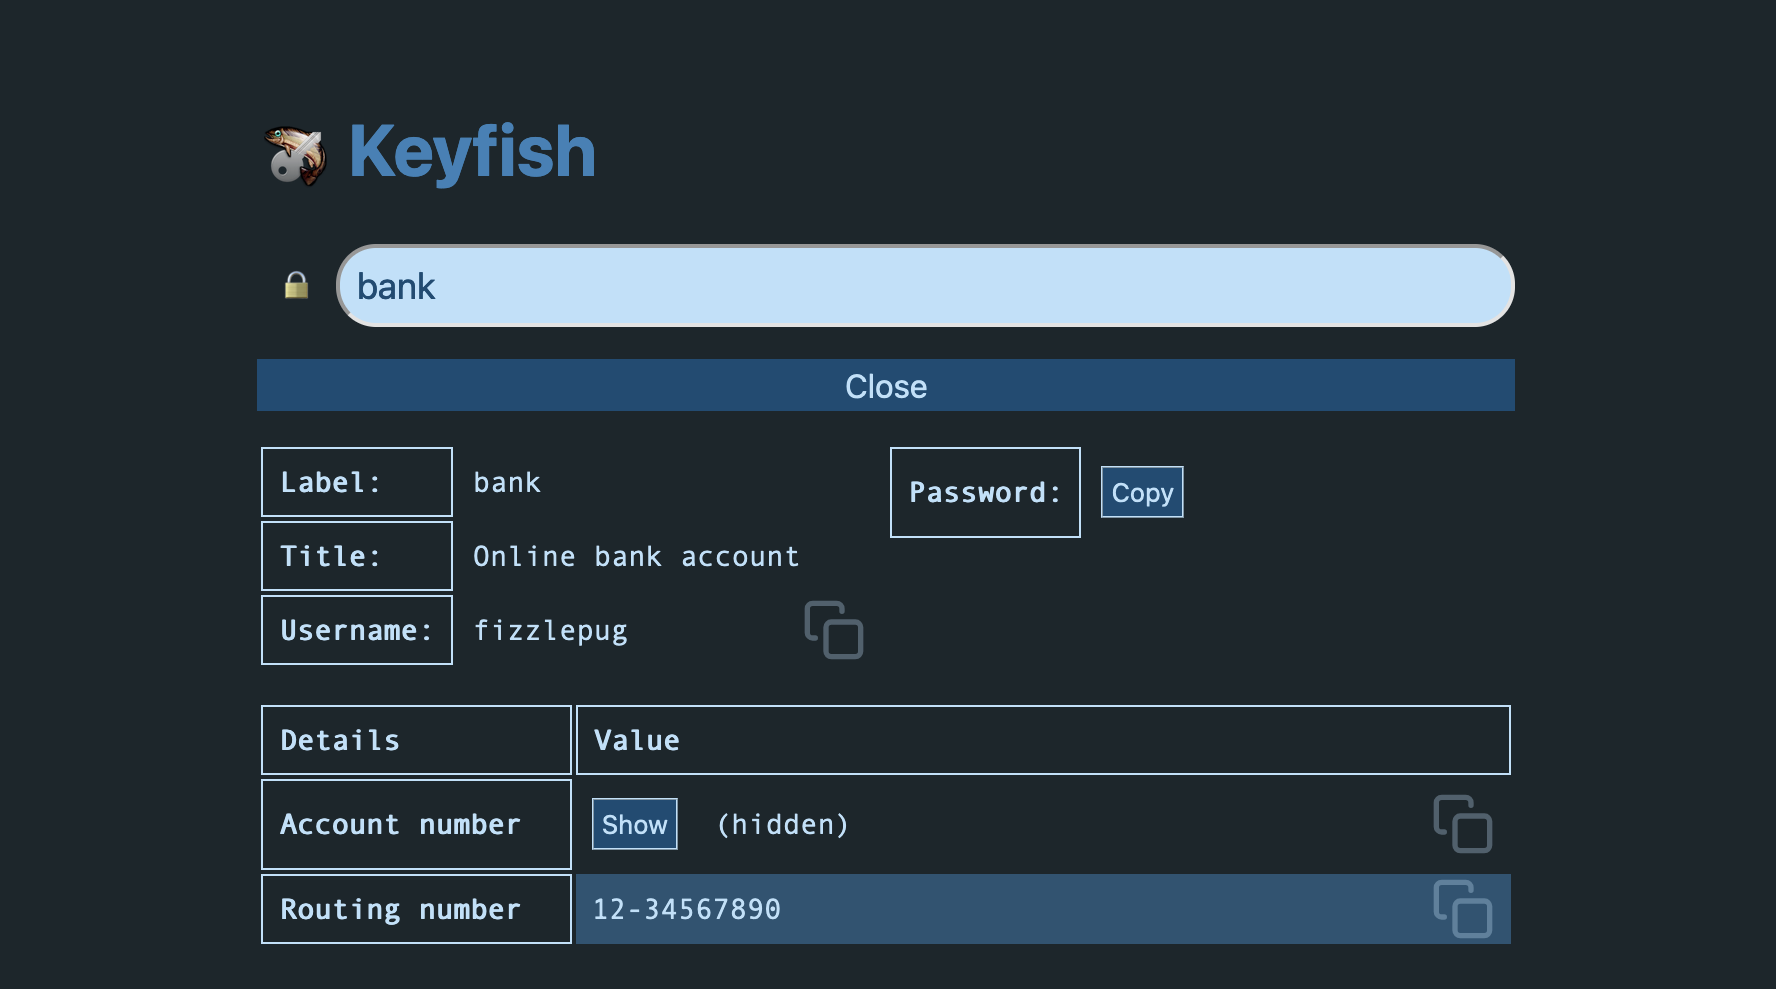 Keyfish
bank
Close
Label: bank
Password: Copy
Title: Online bank account
Username: fizzlepug
Details Value
Account number Show (hidden)
Routing number 12-34567890